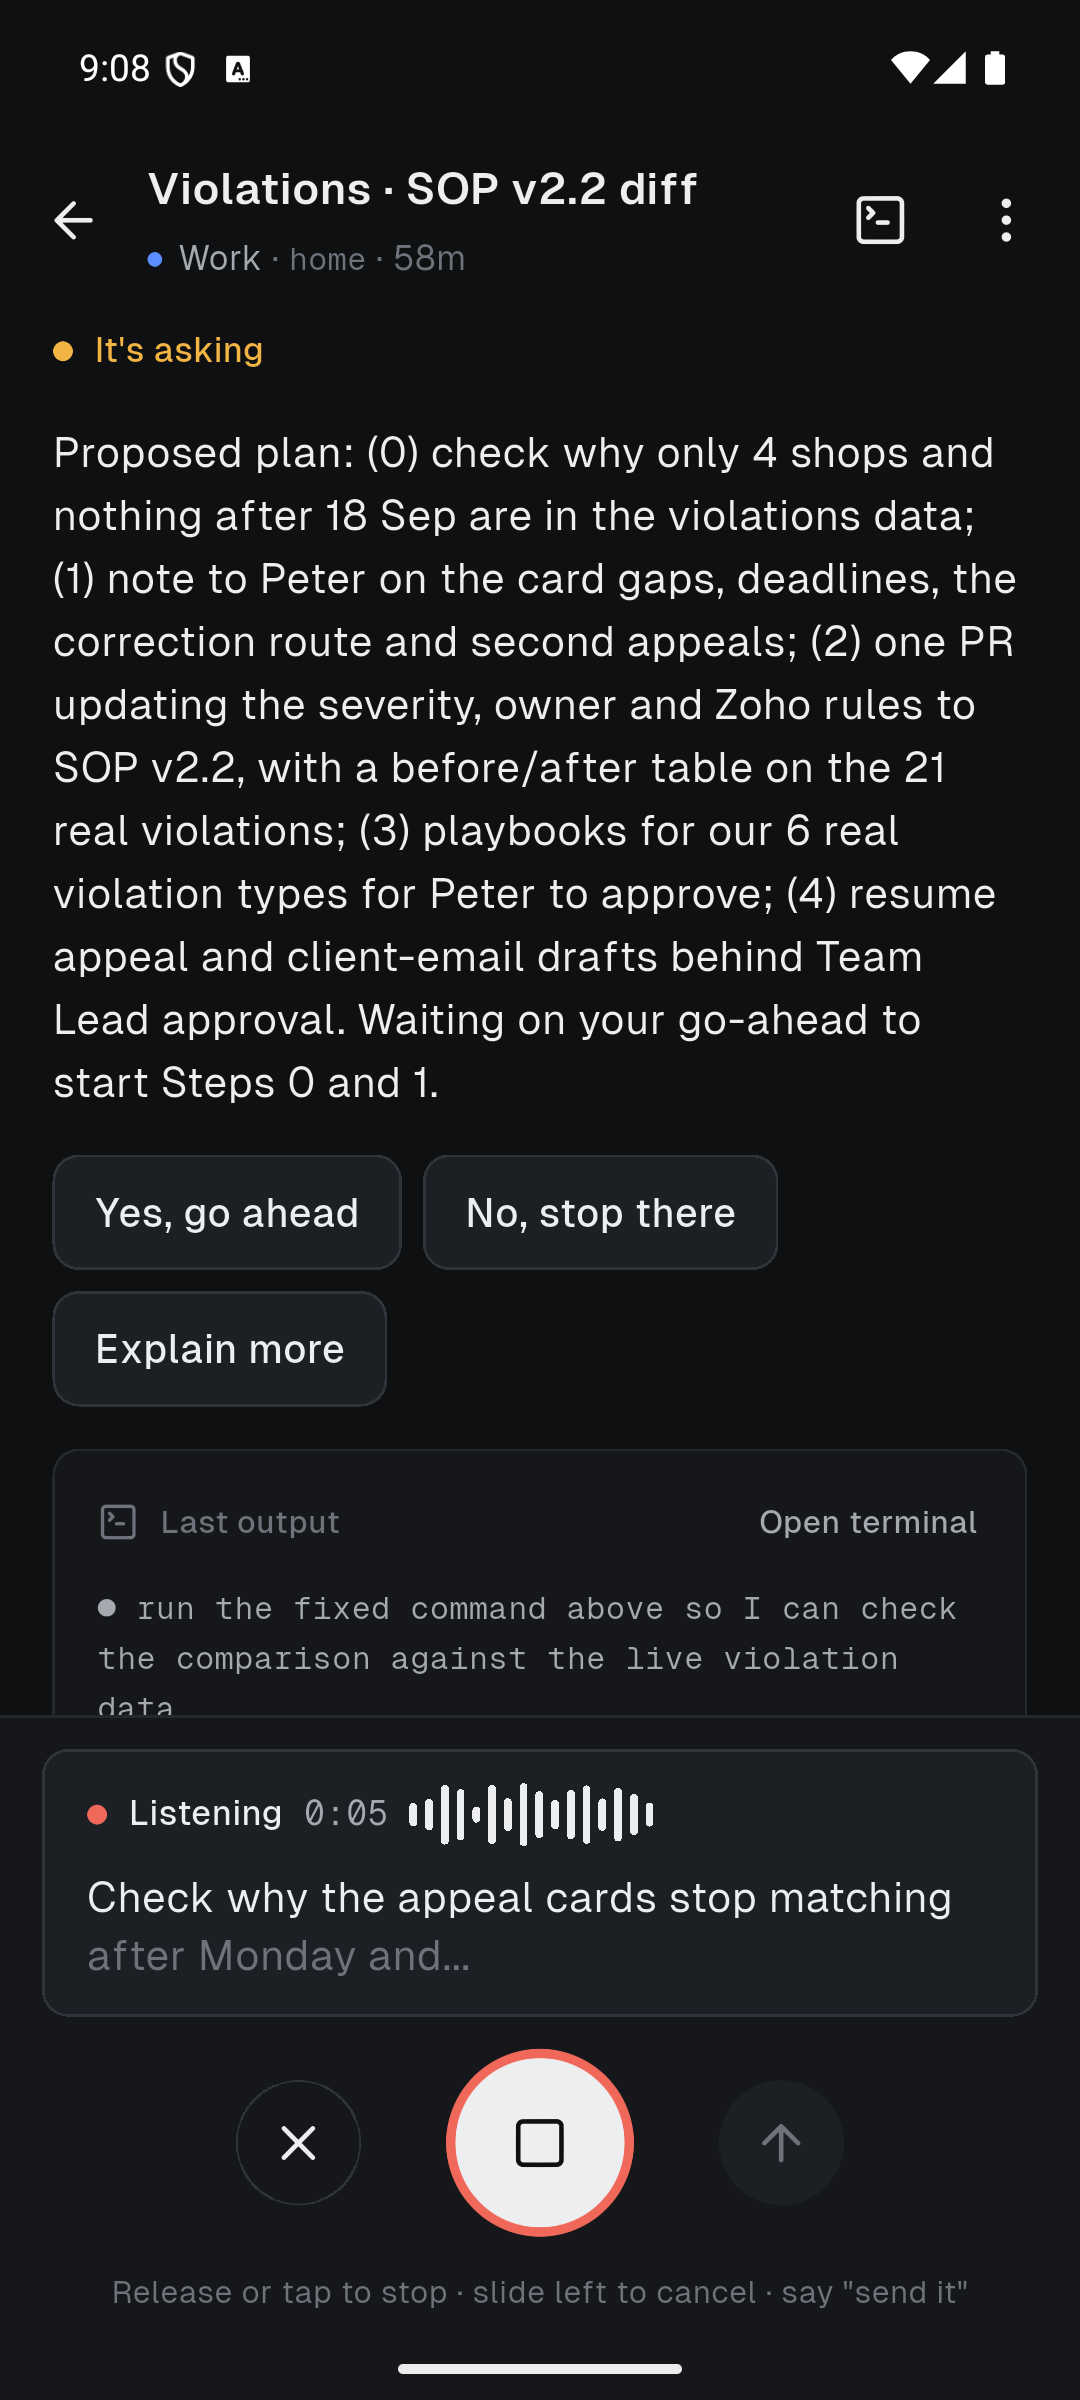 9:08
Violations · SOP v2.2 diff
Work · home · 58m
It's asking
Proposed plan: (0) check why only 4 shops and
nothing after 18 Sep are in the violations data;
(1) note to Peter on the card gaps, deadlines, the
correction route and second appeals; (2) one PR
updating the severity, owner and Zoho rules to
SOP v2.2, with a before/after table on the 21
real violations; (3) playbooks for our 6 real
violation types for Peter to approve; (4) resume
appeal and client-email drafts behind Team
Lead approval. Waiting on your go-ahead to
start Steps 0 and 1.
Yes, go ahead
No, stop there
Explain more
Last output
Open terminal
● run the fixed command above so I can check
the comparison against the live violation
data
Listening 0:05
Check why the appeal cards stop matching
after Monday and...
Release or tap to stop · slide left to cancel · say "send it"